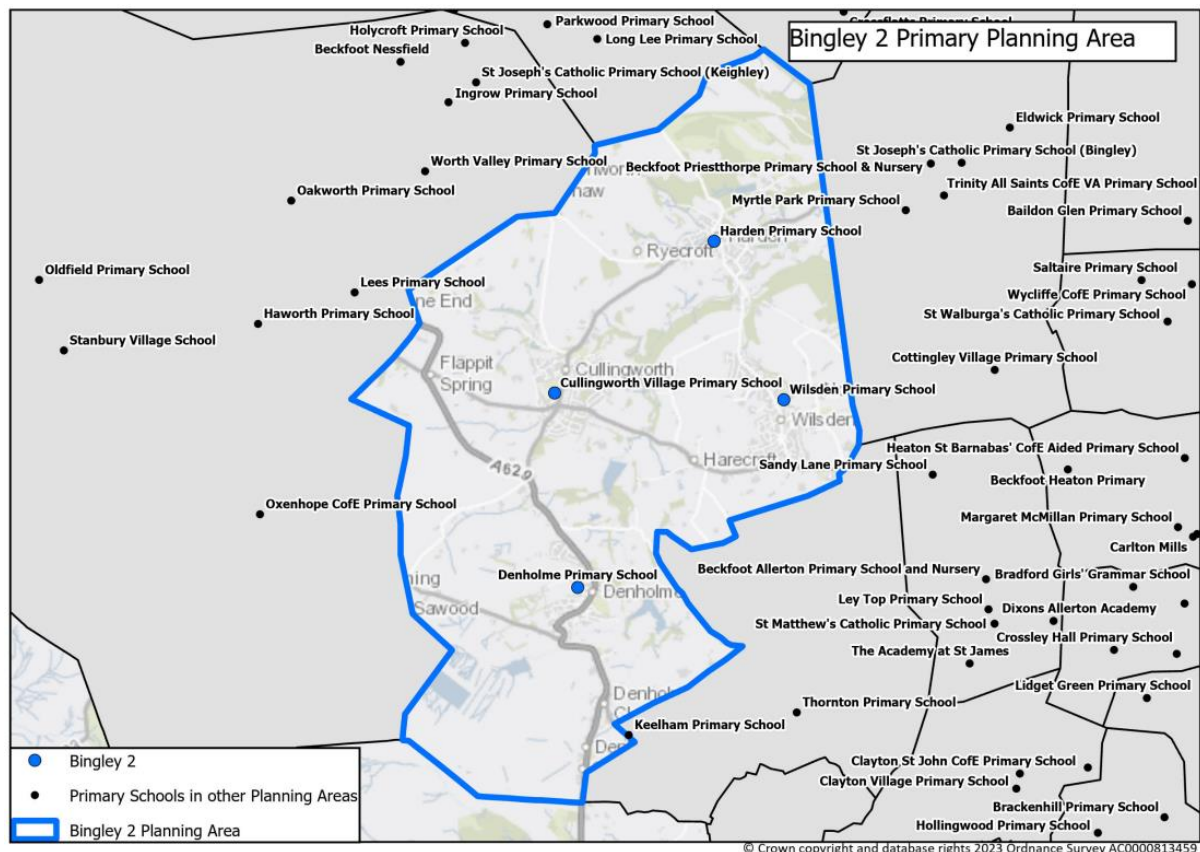 Parkwood Primary School
Holycroft Primary School
Long Lee Primary School
Beckfoot Nessfield
Bingley 2 Primary Planning Area
St Joseph's Catholic Primary School (Keighley)
Ingrow Primary School
Eldwick Primary School
St Joseph's Catholic Primary School (Bingley)
Worth Valley Primary School
Beckfoot Priestthorpe Primary School & Nursery
Trinity All Saints CofE VA Primary School
Oakworth Primary School
Myrtle Park Primary School
Baildon Glen Primary School
Harden Primary School
Harden
Ryecroft
Oldfield Primary School
Saltaire Primary School
Lees Primary School
Wycliffe CofE Primary School
Haworth Primary School
St Walburga's Catholic Primary School
Stanbury Village School
Flappit
Spring
Cullingworth
Cottingley Village Primary School
Cullingworth Village Primary School
Wilsden Primary School
Wilsden
Harecroft
Heaton St Barnabas' CofE Aided Primary School
Sandy Lane Primary School
A629
Beckfoot Heaton Primary
Oxenhope CofE Primary School
Margaret McMillan Primary School
Carlton Mills
Denholme Primary School
Denholme
Beckfoot Allerton Primary School and Nursery
Bradford Girls' Grammar School
Sawood
Ley Top Primary School
Dixons Allerton Academy
St Matthew's Catholic Primary School
Crossley Hall Primary School
The Academy at St James
Lidget Green Primary School
Thornton Primary School
Keelham Primary School
Bingley 2
Primary Schools in other Planning Areas
Bingley 2 Planning Area
Clayton St John CofE Primary School
Clayton Village Primary School
Brackenhill Primary School
Hollingwood Primary School
© Crown copyright and database rights 2023 Ordnance Survey AC0000813459